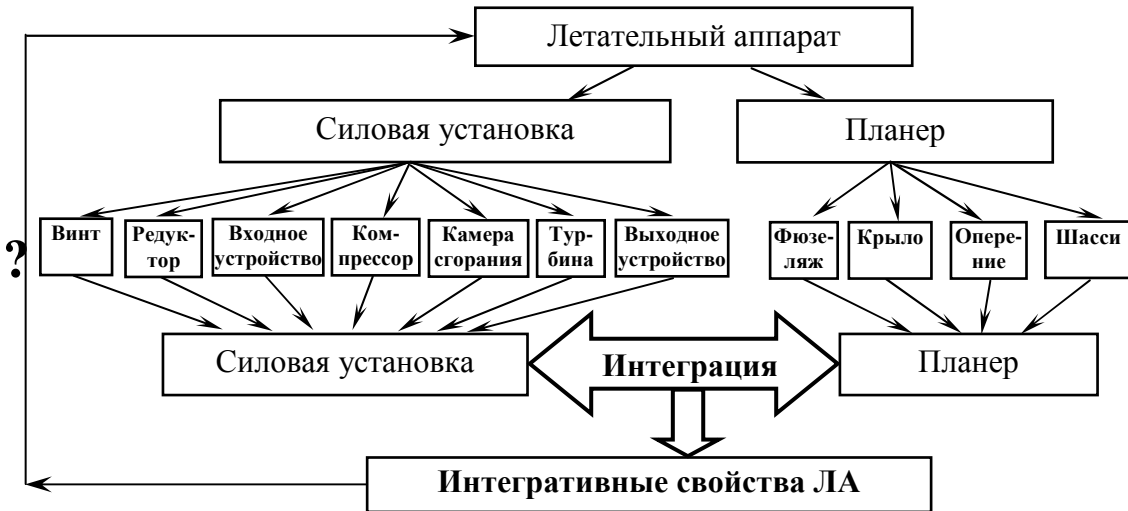 Летательный аппарат
Силовая установка
Планер
Винт
Редук-
тор
Входное
устройство
Ком-
прессор
Камера
сгорания
Тур-
бина
Выходное
устройство
Фюзе-
ляж
Крыло
Опере-
ние
Шасси
?
Силовая установка
Интеграция
Планер
Интегративные свойства ЛА